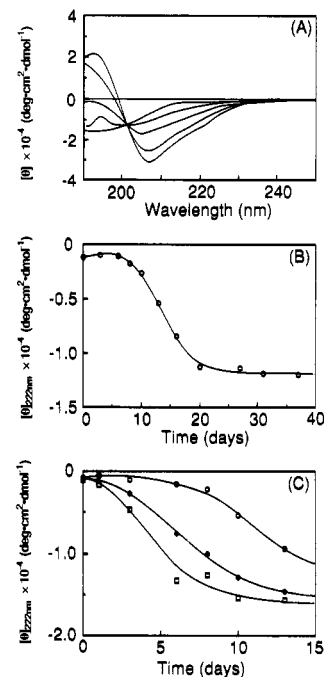 (A)
[θ] × 10⁻⁴ (deg•cm²•dmol⁻¹)
4
2
0
-2
-4
200 220 240
Wavelength (nm)
(B)
[θ]222nm × 10⁻⁴ (deg•cm²•dmol⁻¹)
0
-0.5
-1.0
-1.5
0 10 20 30 40
Time (days)
(C)
[θ]222nm × 10⁻⁴ (deg•cm²•dmol⁻¹)
0
-1.0
-2.0
0 5 10 15
Time (days)